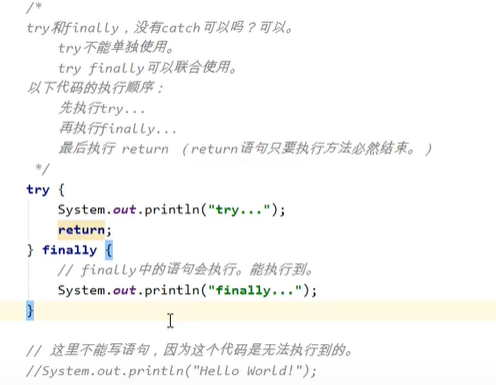 /*
try和finally，没有catch可以吗？可以。
try不能单独使用。
try finally可以联合使用。
以下代码的执行顺序：
先执行try...
再执行finally...
最后执行 return （return语句只要执行方法必然结束。）
*/
try {
System.out.println("try...");
return;
} finally {
// finally中的语句会执行。能执行到。
System.out.println("finally...");
}
// 这里不能写语句，因为这个代码是无法执行到的。
//System.out.println("Hello World!");